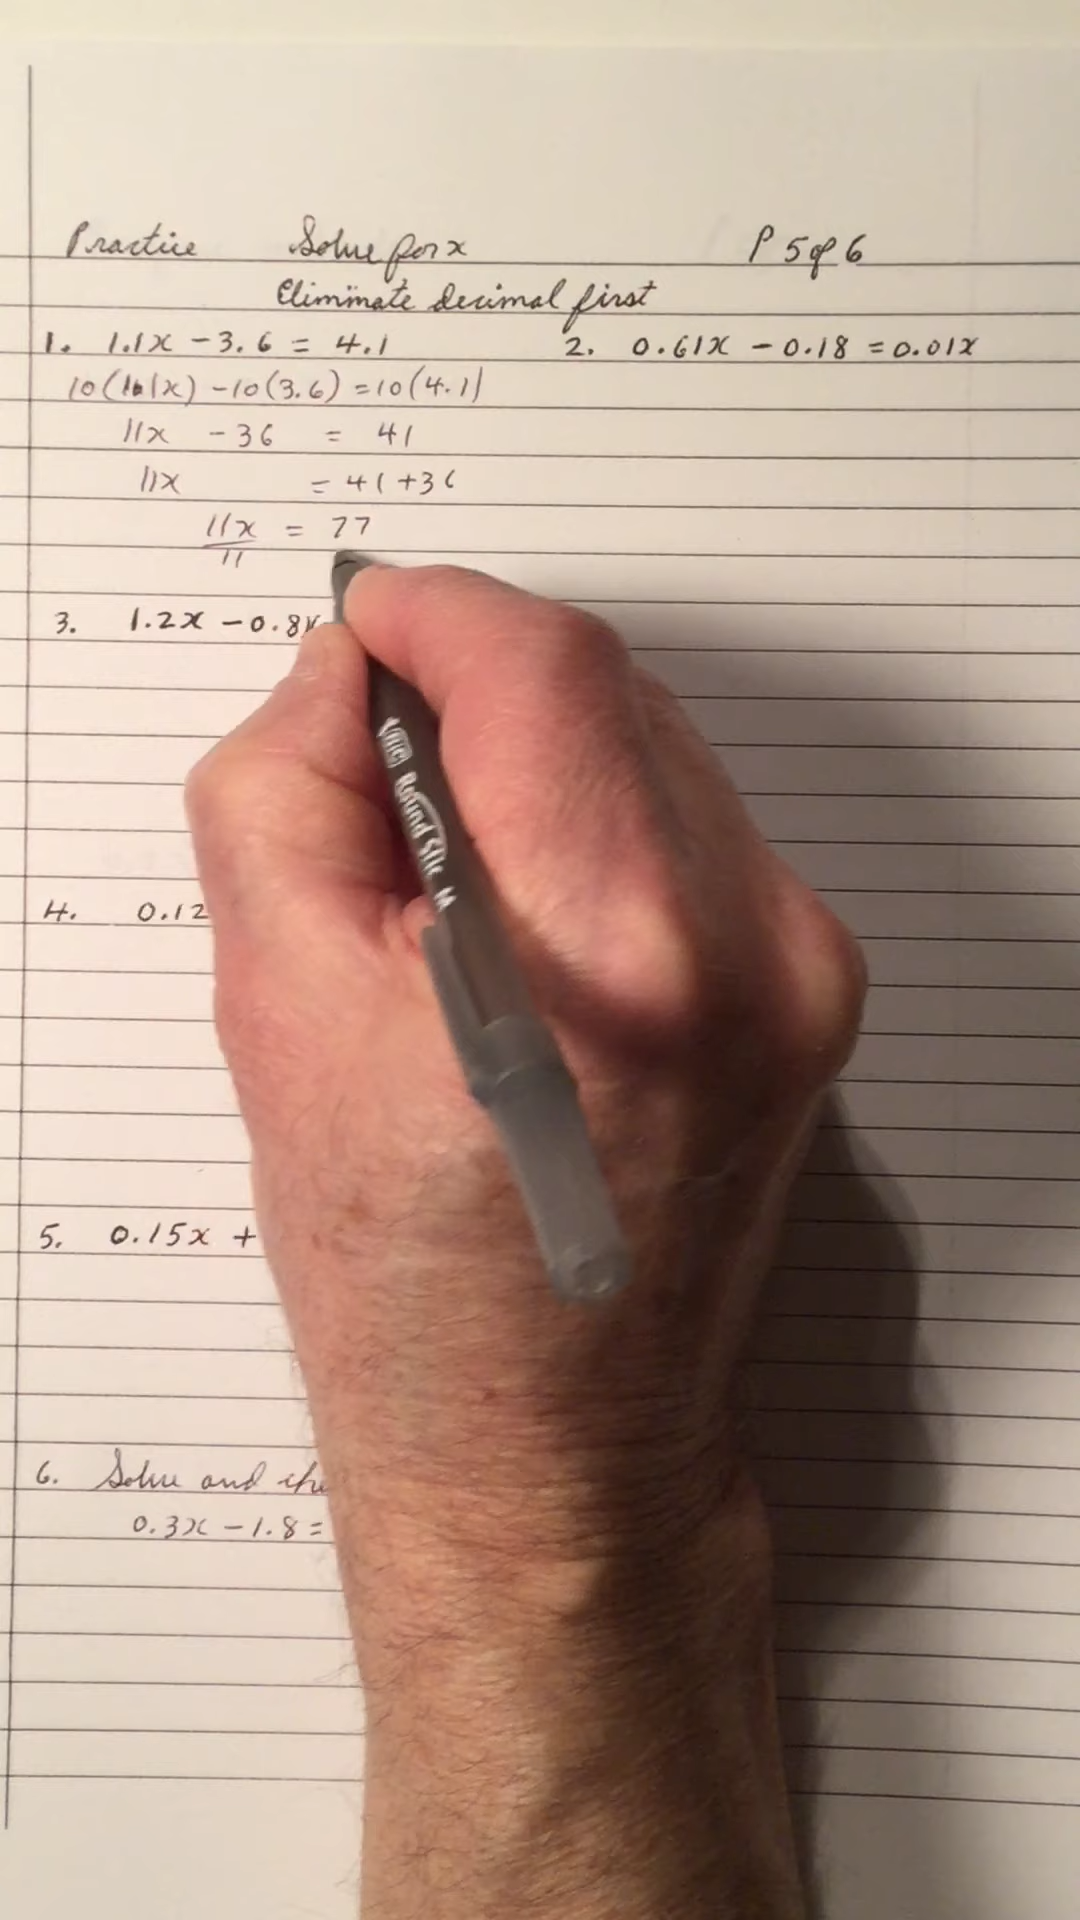 Practice Solve for x P 5 of 6
Eliminate decimal first
1. 1.1x - 3.6 = 4.1
10(1.1x) - 10(3.6) = 10(4.1)
11x - 36 = 41
11x = 41 + 36
11x = 77
11
2. 0.61x - 0.18 = 0.01x
3. 1.2x - 0.8
4. 0.12
5. 0.15x +
6. Solve and
0.3x - 1.8 =
BIC Round Stic M